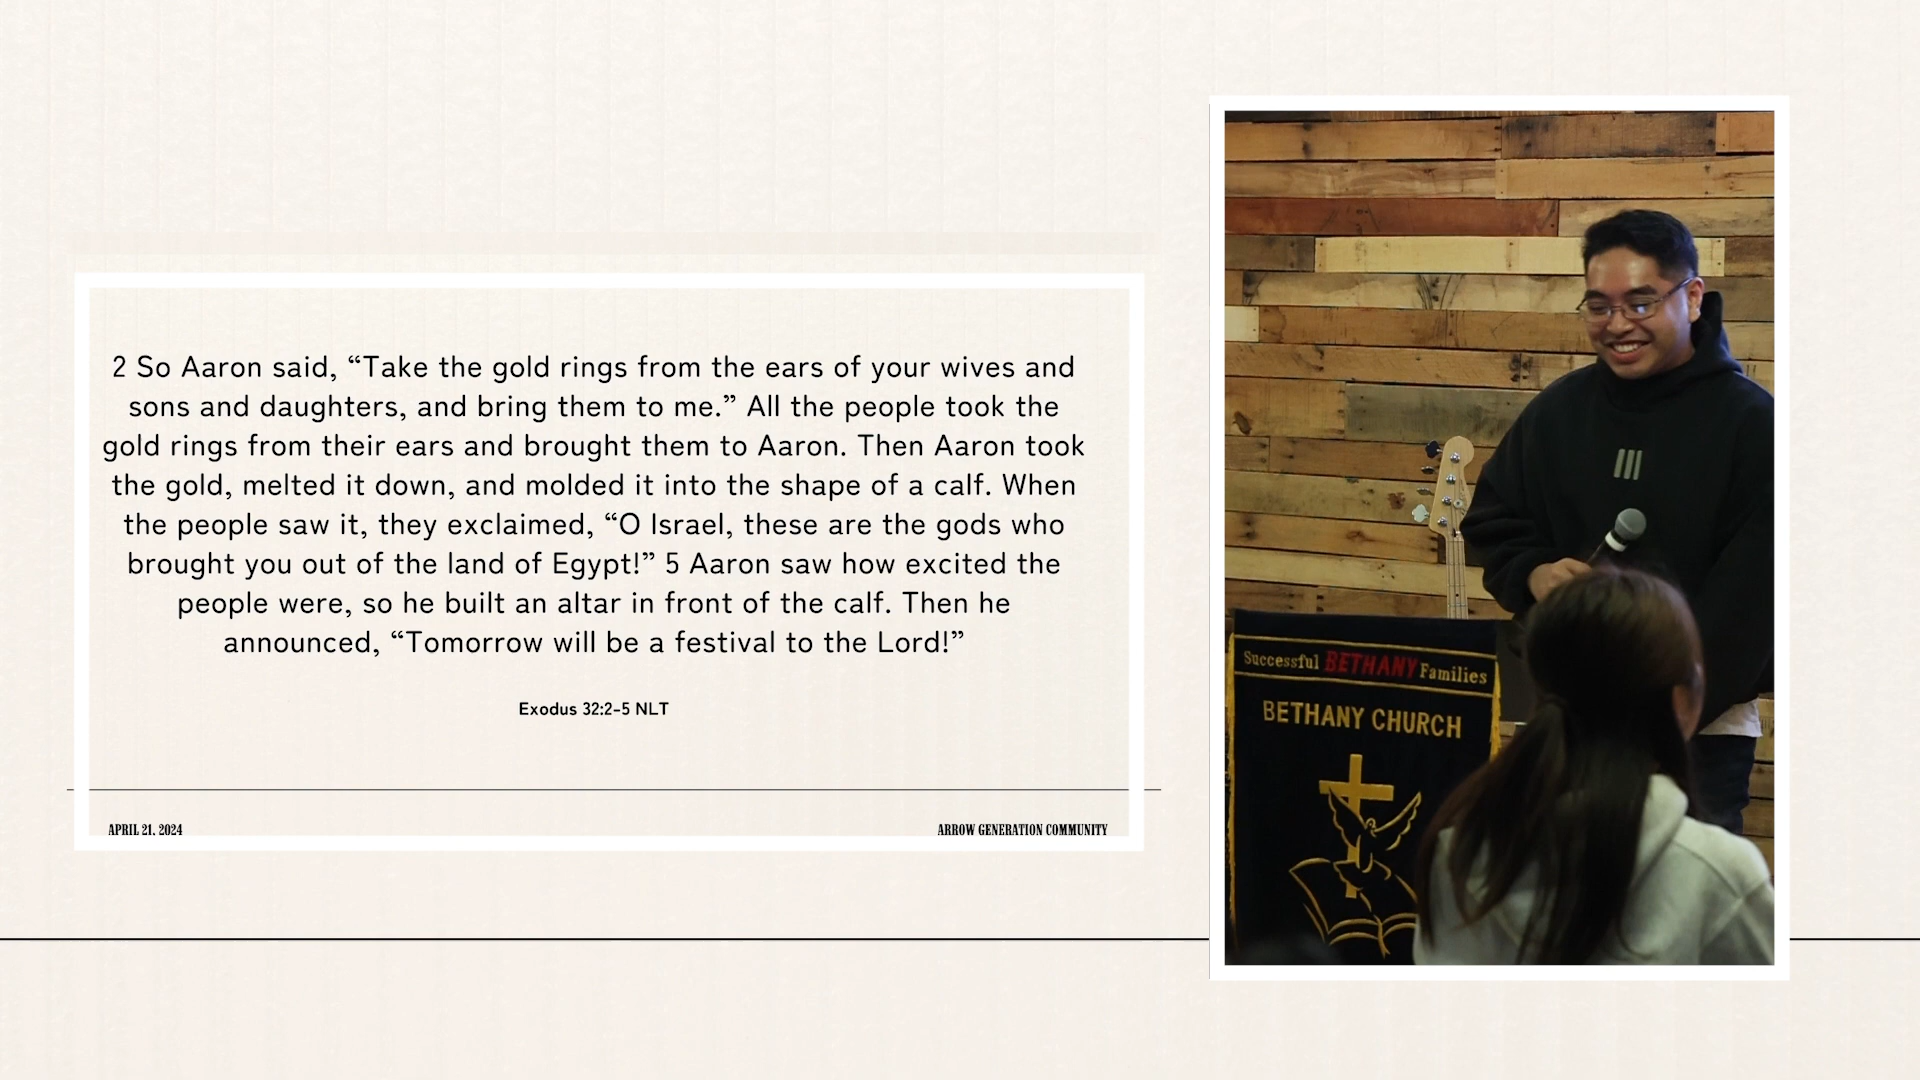 2 So Aaron said, “Take the gold rings from the ears of your wives and
sons and daughters, and bring them to me.” All the people took the
gold rings from their ears and brought them to Aaron. Then Aaron took
the gold, melted it down, and molded it into the shape of a calf. When
the people saw it, they exclaimed, “O Israel, these are the gods who
brought you out of the land of Egypt!” 5 Aaron saw how excited the
people were, so he built an altar in front of the calf. Then he
announced, “Tomorrow will be a festival to the Lord!”
Exodus 32:2-5 NLT
APRIL 21, 2024
ARROW GENERATION COMMUNITY
Successful BETHANY Families
BETHANY CHURCH